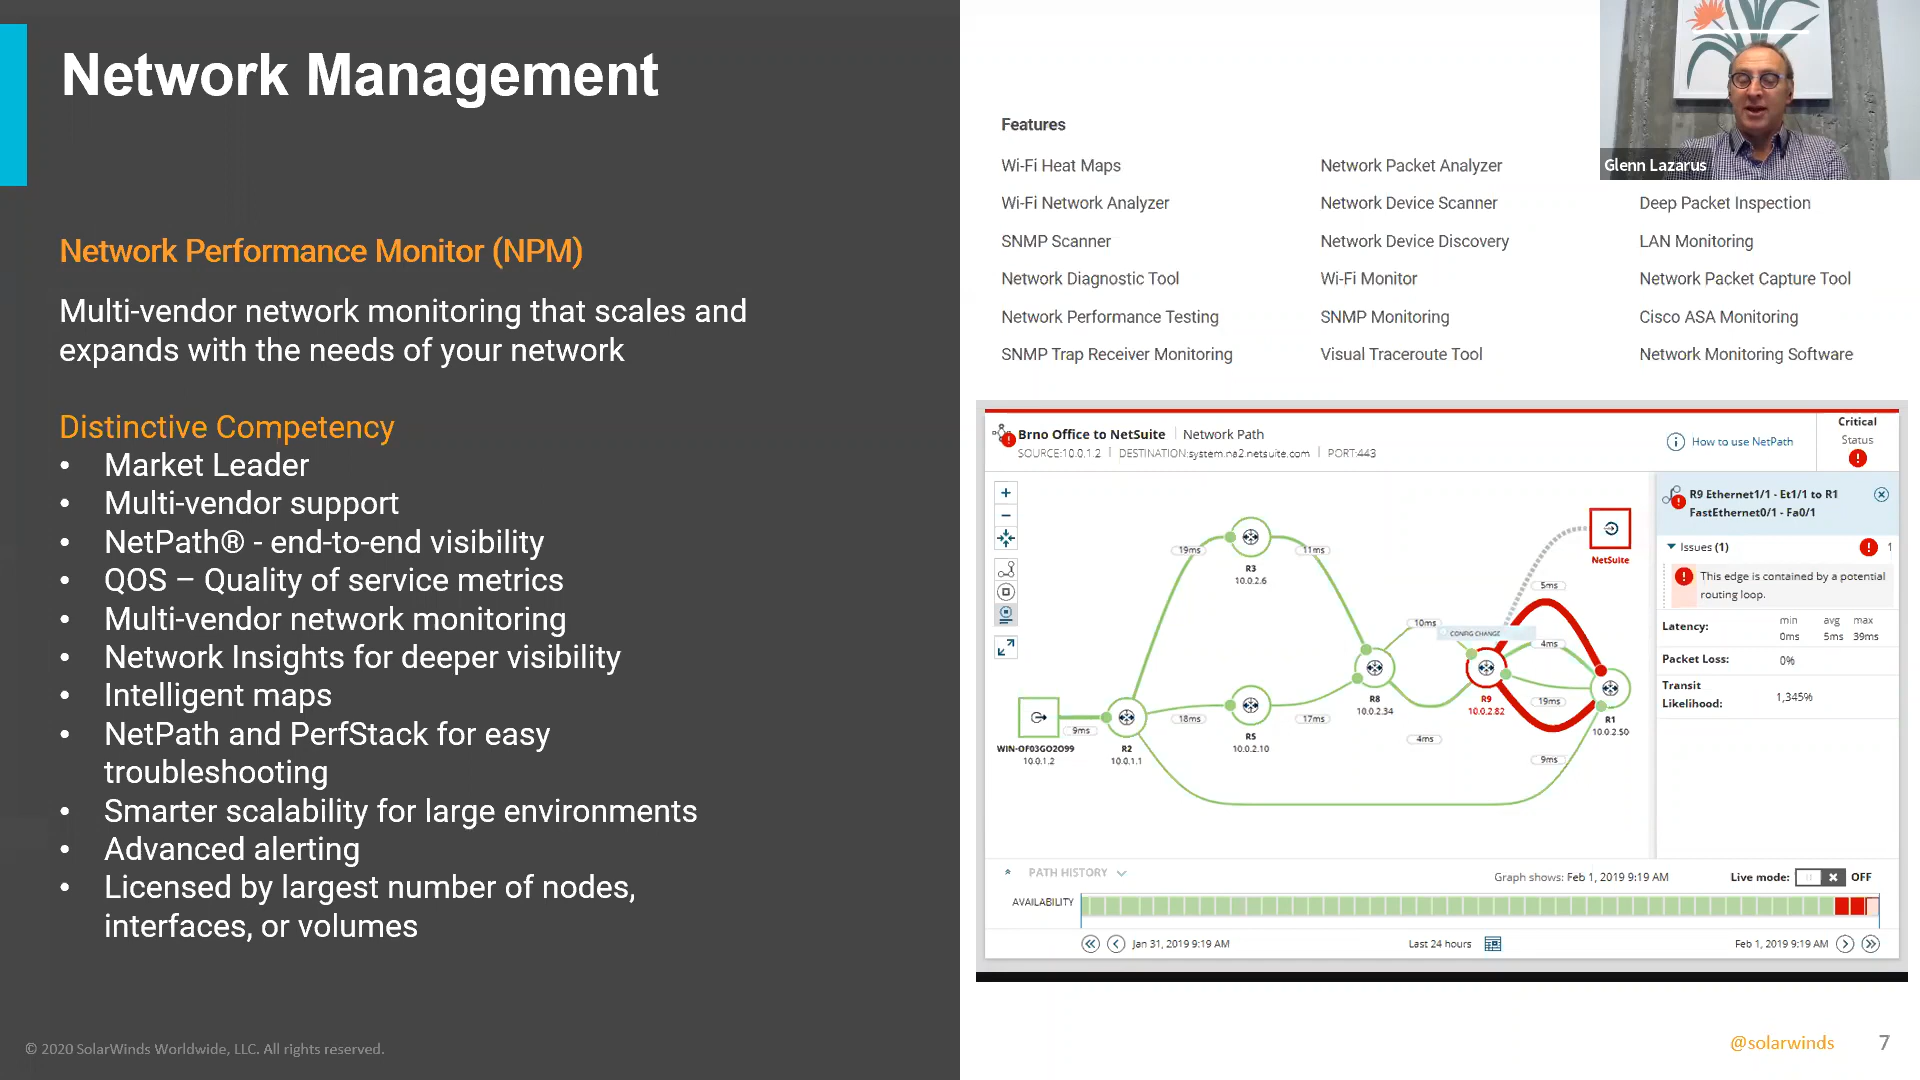 Network Management
Network Performance Monitor (NPM)
Multi-vendor network monitoring that scales and
expands with the needs of your network
Distinctive Competency
• Market Leader
• Multi-vendor support
• NetPath® - end-to-end visibility
• QOS – Quality of service metrics
• Multi-vendor network monitoring
• Network Insights for deeper visibility
• Intelligent maps
• NetPath and PerfStack for easy
troubleshooting
• Smarter scalability for large environments
• Advanced alerting
• Licensed by largest number of nodes,
interfaces, or volumes
© 2020 SolarWinds Worldwide, LLC. All rights reserved.
Features
Wi-Fi Heat Maps
Wi-Fi Network Analyzer
SNMP Scanner
Network Diagnostic Tool
Network Performance Testing
SNMP Trap Receiver Monitoring
Network Packet Analyzer
Network Device Scanner
Network Device Discovery
Wi-Fi Monitor
SNMP Monitoring
Visual Traceroute Tool
Deep Packet Inspection
LAN Monitoring
Network Packet Capture Tool
Cisco ASA Monitoring
Network Monitoring Software
Glenn Lazarus
Brno Office to NetSuite | Network Path
SOURCE:10.0.1.2 | DESTINATION:system.na2.netsuite.com | PORT:443
How to use NetPath
Critical
Status
NetSuite
19ms
R3
10.0.2.6
11ms
5ms
10ms
CONFIG CHANGE
4ms
R8
10.0.2.34
R9
10.0.2.82
19ms
R1
10.0.2.50
WIN-OF03GO2O99
10.0.1.2
9ms
R2
10.0.1.1
18ms
R5
10.0.2.10
17ms
4ms
9ms
R9 Ethernet1/1 - Et1/1 to R1
FastEthernet0/1 - Fa0/1
Issues (1)
1
This edge is contained by a potential
routing loop.
Latency:
min avg max
0ms 5ms 39ms
Packet Loss: 0%
Transit
Likelihood: 1,345%
PATH HISTORY
Graph shows: Feb 1, 2019 9:19 AM
Live mode: OFF
AVAILABILITY
Jan 31, 2019 9:19 AM
Last 24 hours
Feb 1, 2019 9:19 AM
@solarwinds
7